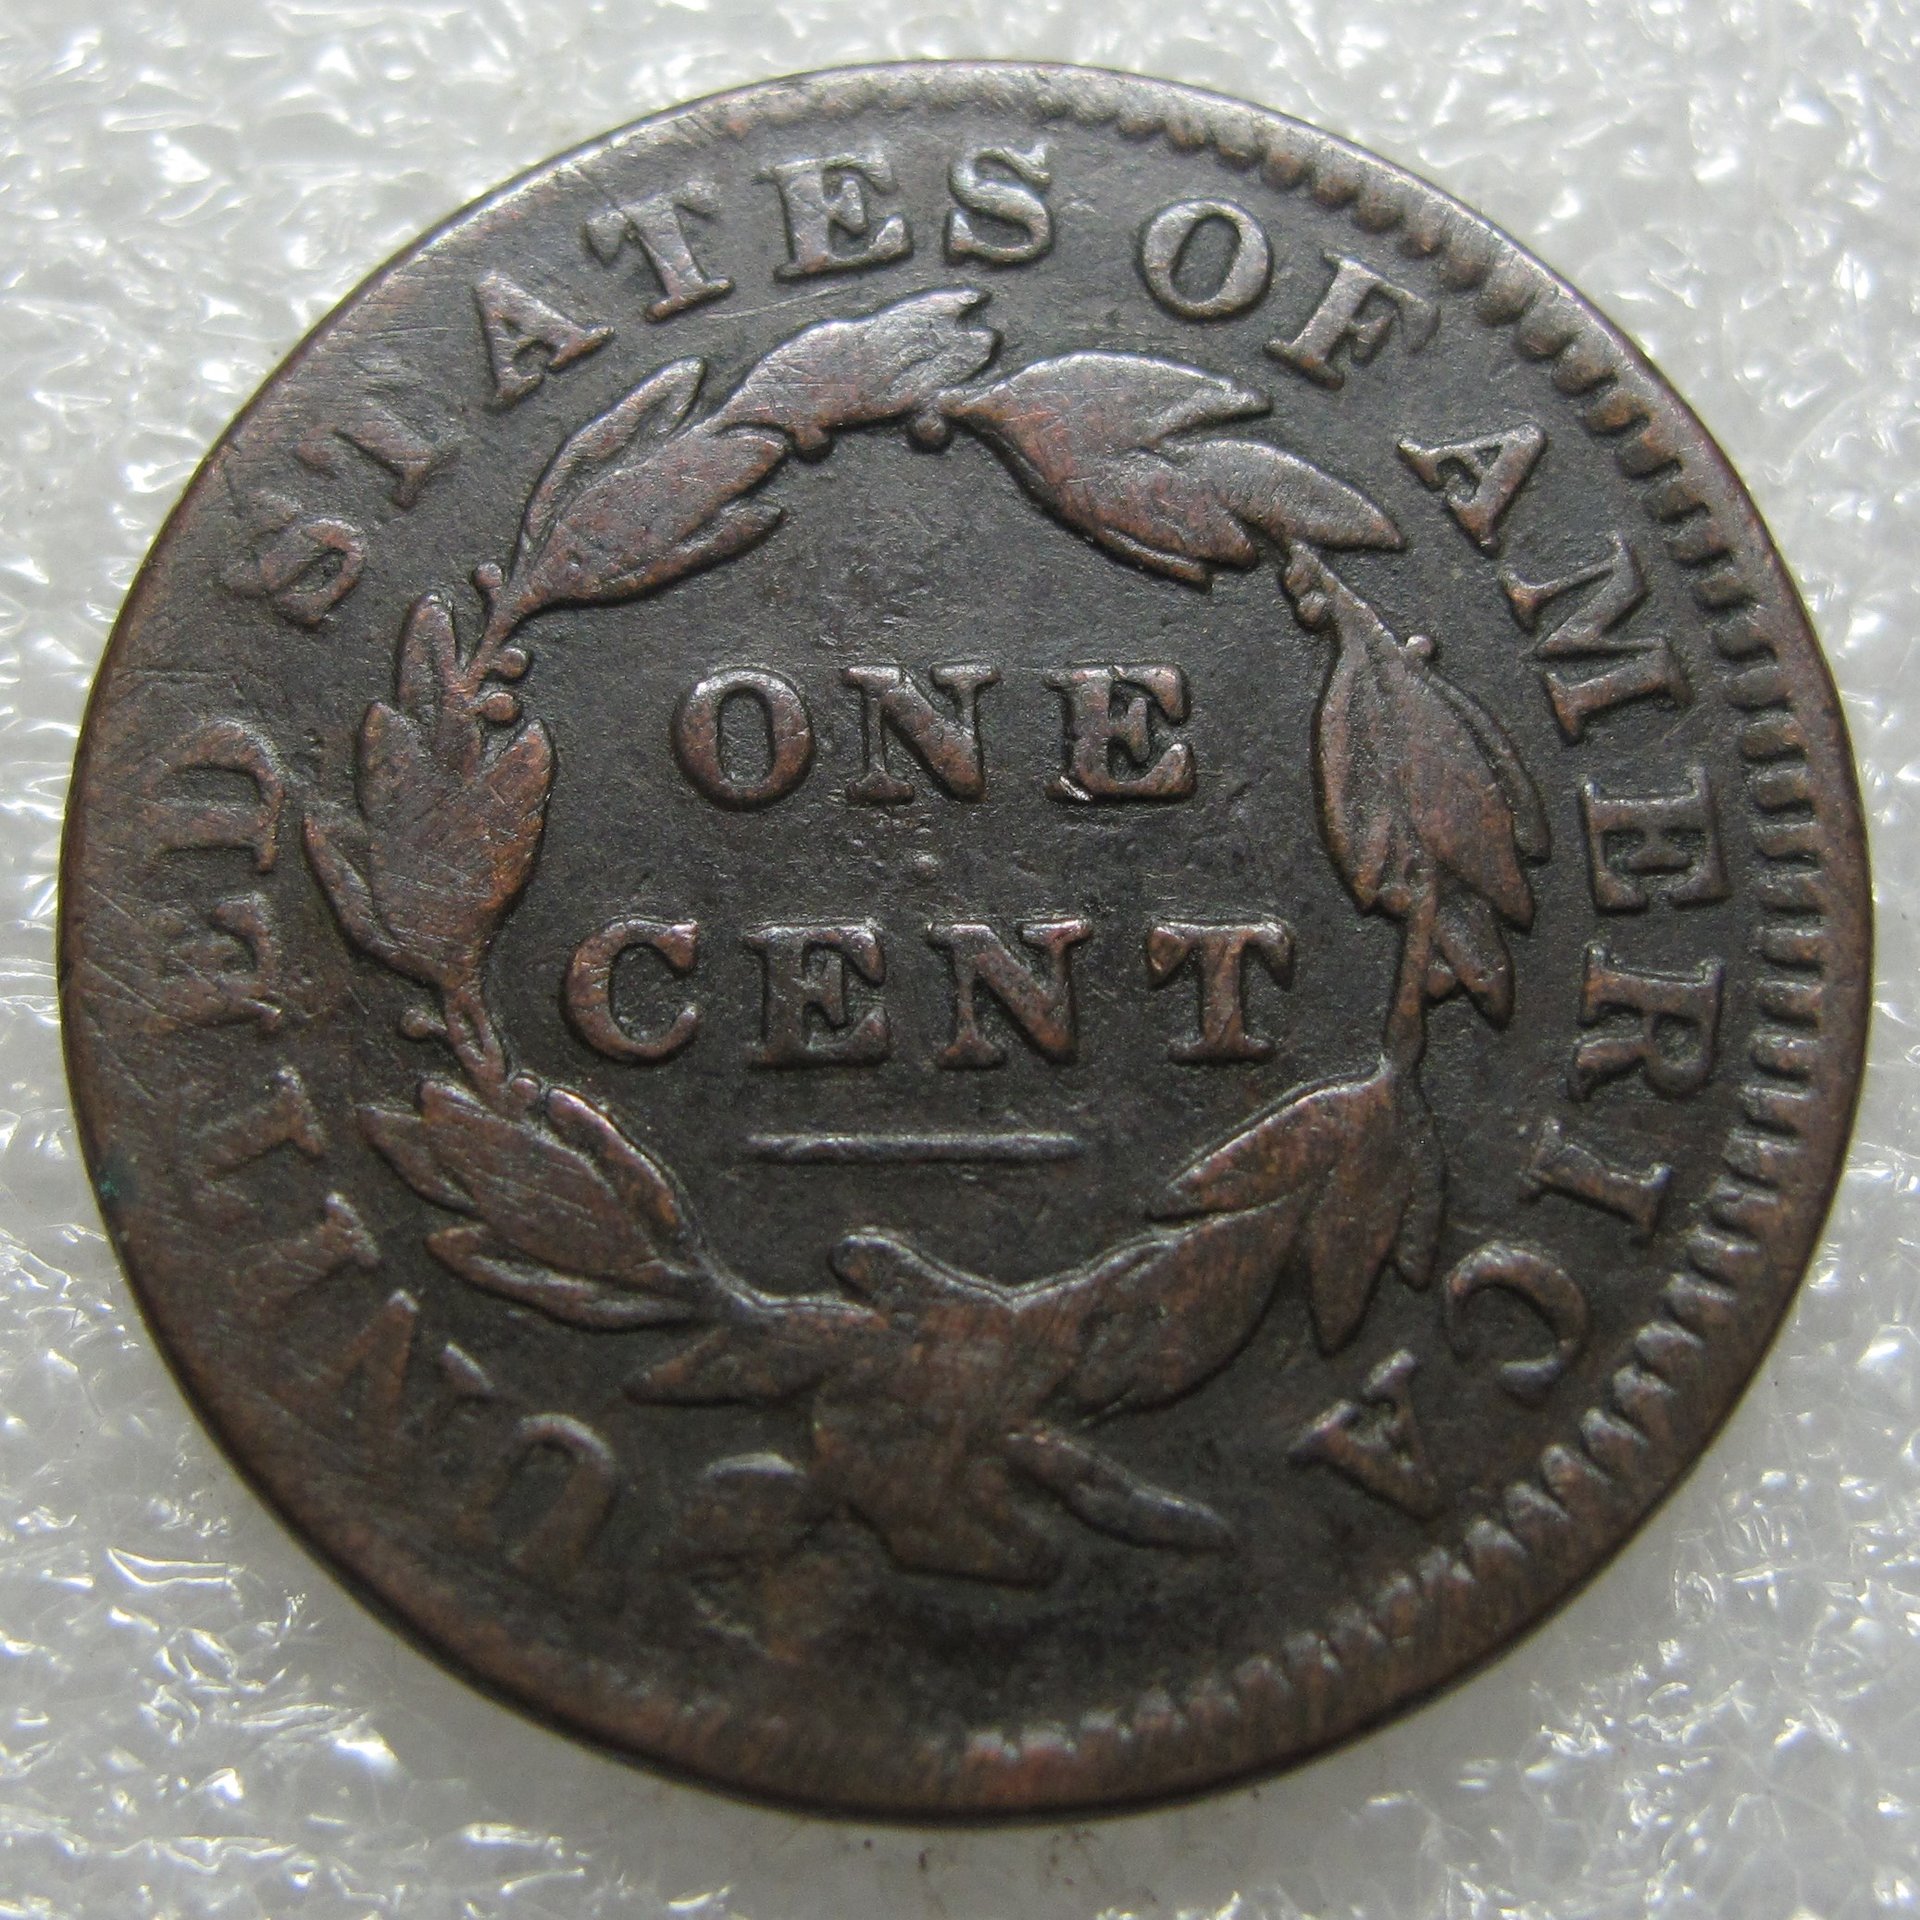 UNITED STATES OF AMERICA
ONE
CENT